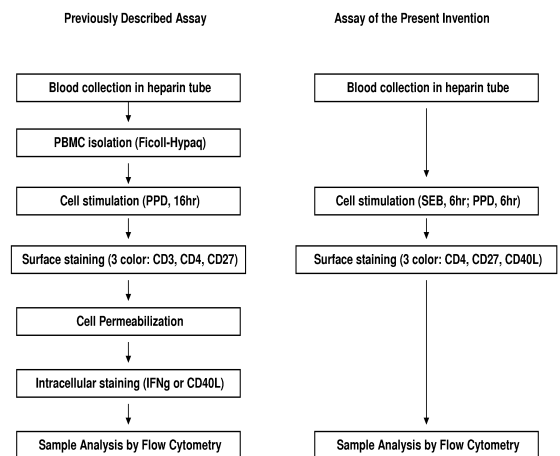 Previously Described Assay
Blood collection in heparin tube
PBMC isolation (Ficoll-Hypaq)
Cell stimulation (PPD, 16hr)
Surface staining (3 color: CD3, CD4, CD27)
Cell Permeabilization
Intracellular staining (IFNg or CD40L)
Sample Analysis by Flow Cytometry
Assay of the Present Invention
Blood collection in heparin tube
Cell stimulation (SEB, 6hr; PPD, 6hr)
Surface staining (3 color: CD4, CD27, CD40L)
Sample Analysis by Flow Cytometry